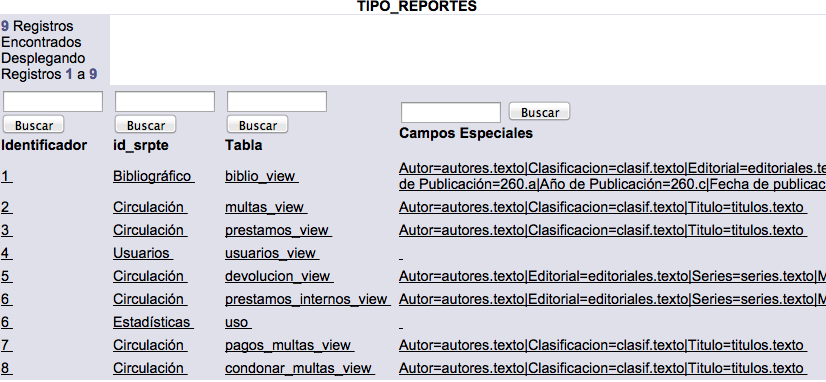 TIPO_REPORTES
9 Registros
Encontrados
Desplegando
Registros 1 a 9
Buscar Buscar Buscar Buscar
Identificador id_srpte Tabla Campos Especiales
1 Bibliográfico biblio_view Autor=autores.texto|Clasificacion=clasif.texto|Editorial=editoriales.te
de Publicación=260.a|Año de Publicación=260.c|Fecha de publicac
2 Circulación multas_view Autor=autores.texto|Clasificacion=clasif.texto|Titulo=titulos.texto
3 Circulación prestamos_view Autor=autores.texto|Clasificacion=clasif.texto|Titulo=titulos.texto
4 Usuarios usuarios_view
5 Circulación devolucion_view Autor=autores.texto|Editorial=editoriales.texto|Series=series.texto|M
6 Circulación prestamos_internos_view Autor=autores.texto|Editorial=editoriales.texto|Series=series.texto|M
6 Estadísticas uso
7 Circulación pagos_multas_view Autor=autores.texto|Clasificacion=clasif.texto|Titulo=titulos.texto
8 Circulación condonar_multas_view Autor=autores.texto|Clasificacion=clasif.texto|Titulo=titulos.texto